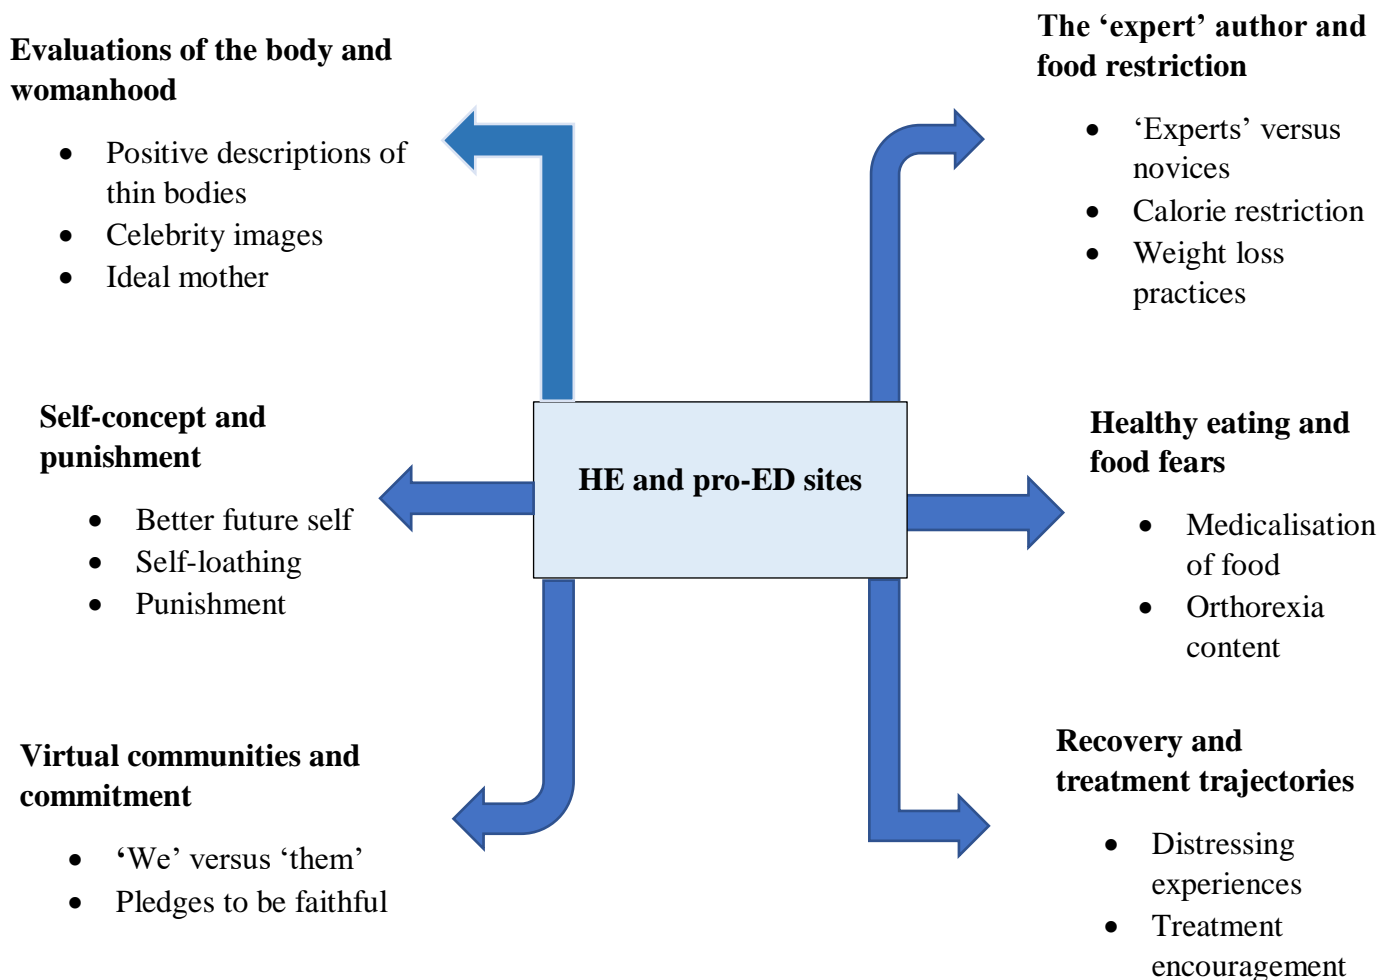 Evaluations of the body and
womanhood
• Positive descriptions of
thin bodies
• Celebrity images
• Ideal mother
Self-concept and
punishment
• Better future self
• Self-loathing
• Punishment
Virtual communities and
commitment
• ‘We’ versus ‘them’
• Pledges to be faithful
HE and pro-ED sites
The ‘expert’ author and
food restriction
• ‘Experts’ versus
novices
• Calorie restriction
• Weight loss
practices
Healthy eating and
food fears
• Medicalisation
of food
• Orthorexia
content
Recovery and
treatment trajectories
• Distressing
experiences
• Treatment
encouragement